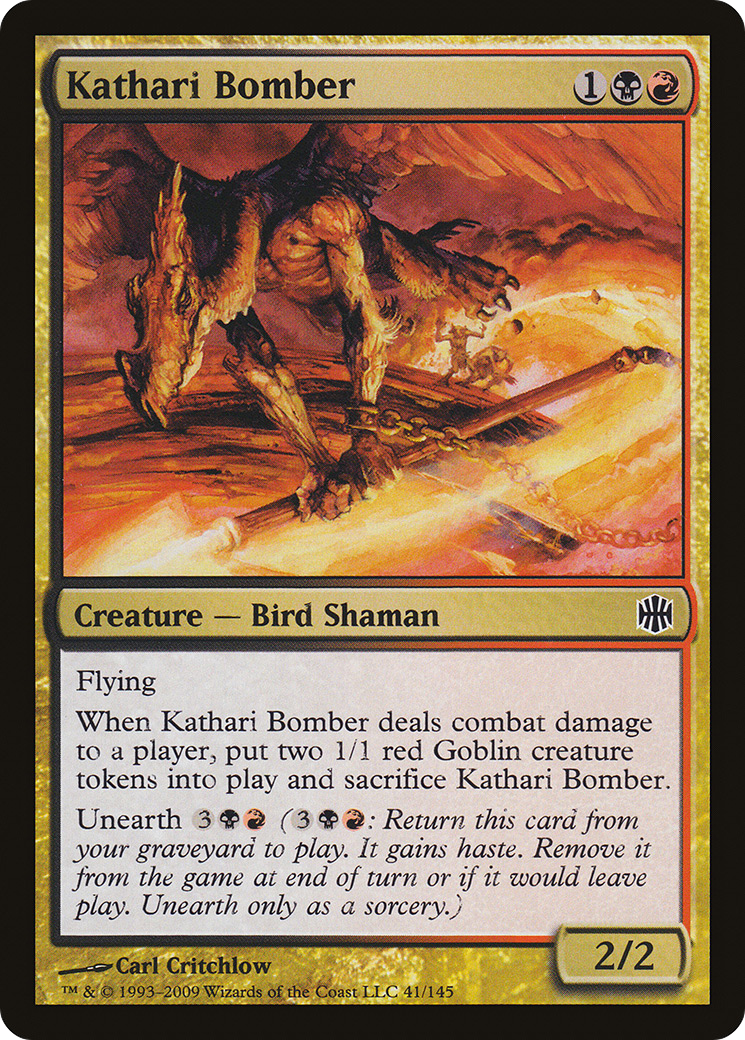 Kathari Bomber 1
Creature — Bird Shaman
Flying
When Kathari Bomber deals combat damage
to a player, put two 1/1 red Goblin creature
tokens into play and sacrifice Kathari Bomber.
Unearth 3 (3 : Return this card from
your graveyard to play. It gains haste. Remove it
from the game at end of turn or if it would leave
play. Unearth only as a sorcery.)
2/2
Carl Critchlow
™ & © 1993–2009 Wizards of the Coast LLC 41/145